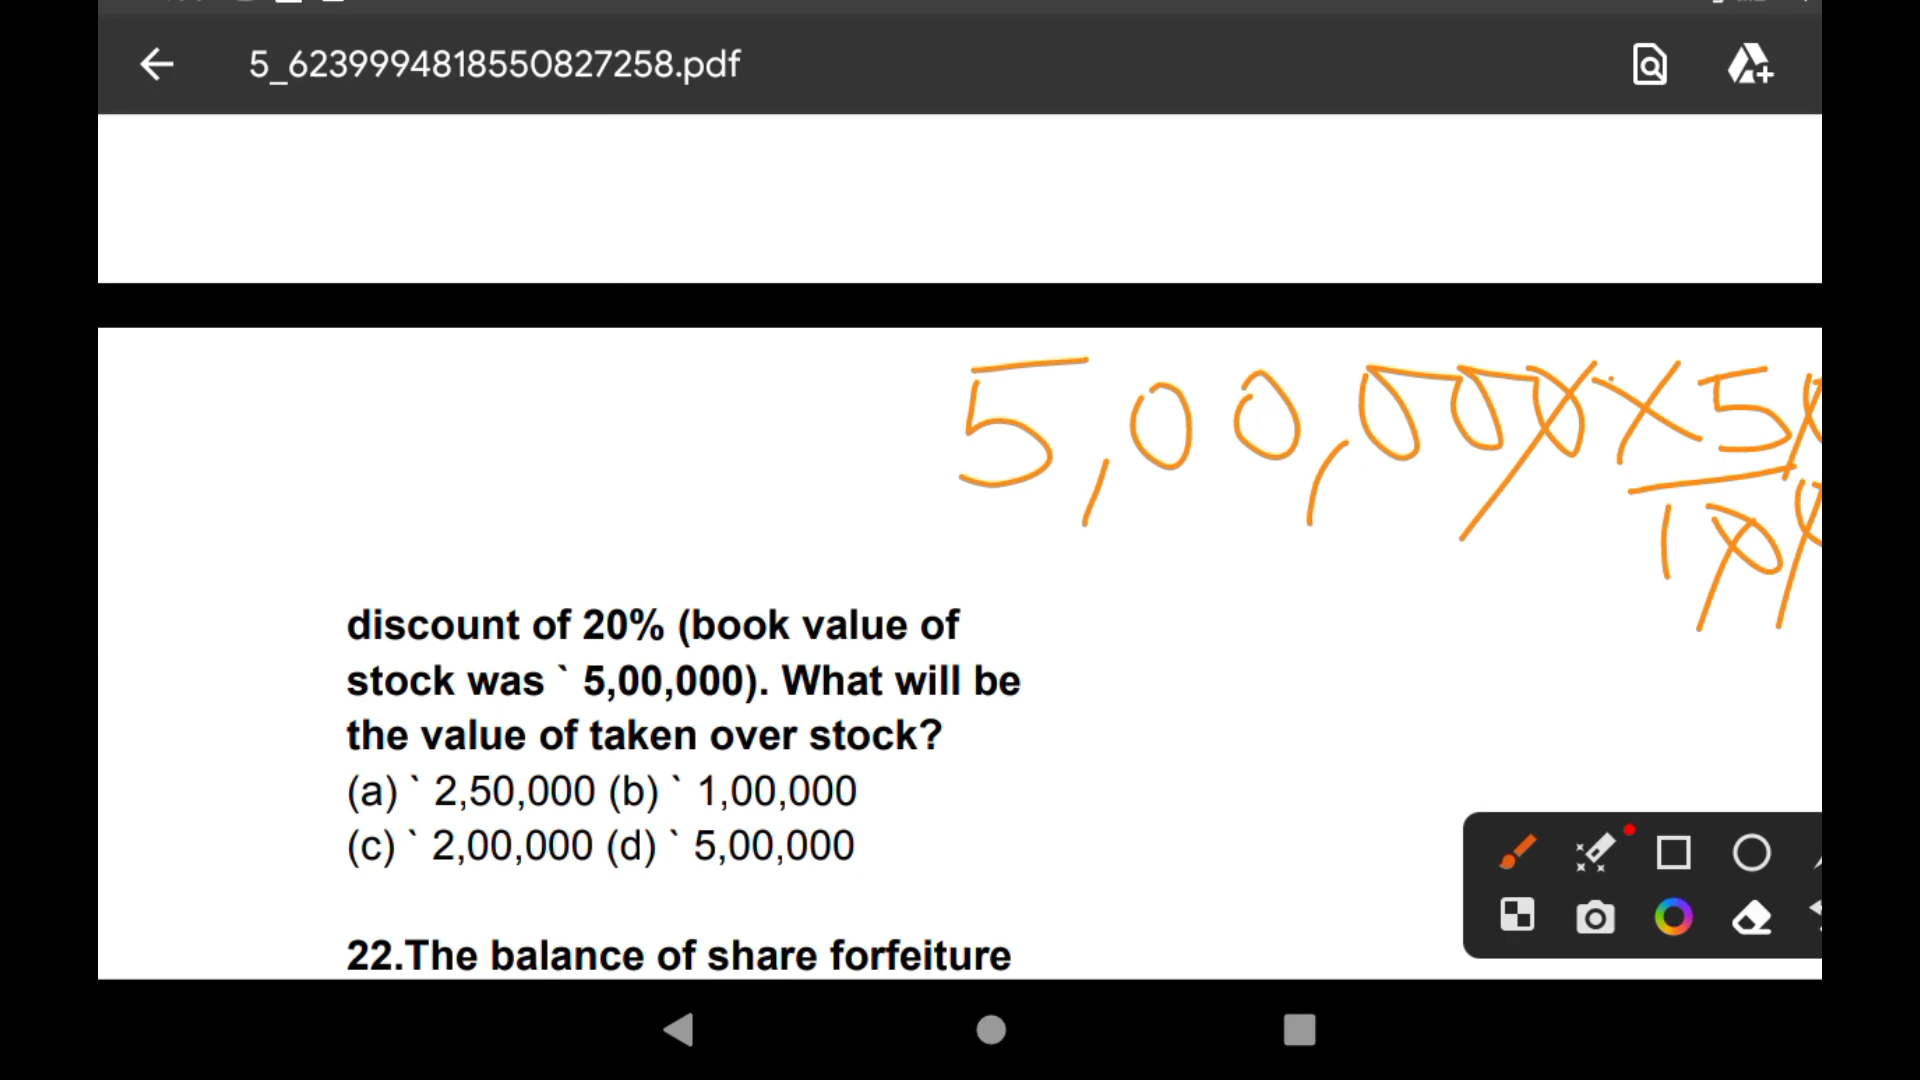 5_6239994818550827258.pdf
5,00,000 × 5
discount of 20% (book value of
stock was ` 5,00,000). What will be
the value of taken over stock?
(a) ` 2,50,000 (b) ` 1,00,000
(c) ` 2,00,000 (d) ` 5,00,000
22.The balance of share forfeiture